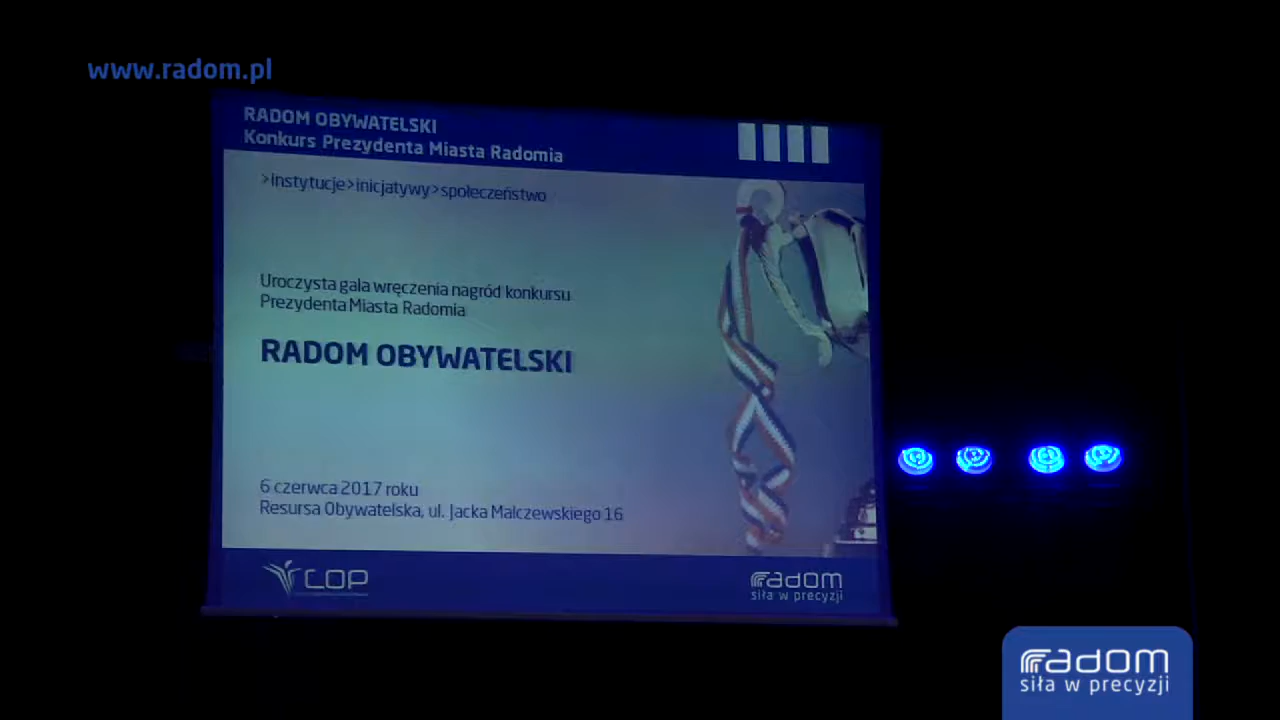 www.radom.pl
RADOM OBYWATELSKI
Konkurs Prezydenta Miasta Radomia
>instytucje>inicjatywy>społeczeństwo
Uroczysta gala wręczenia nagród konkursu
Prezydenta Miasta Radomia
RADOM OBYWATELSKI
6 czerwca 2017 roku
Resursa Obywatelska, ul. Jacka Malczewskiego 16
COP
radom
siła w precyzji
radom
siła w precyzji